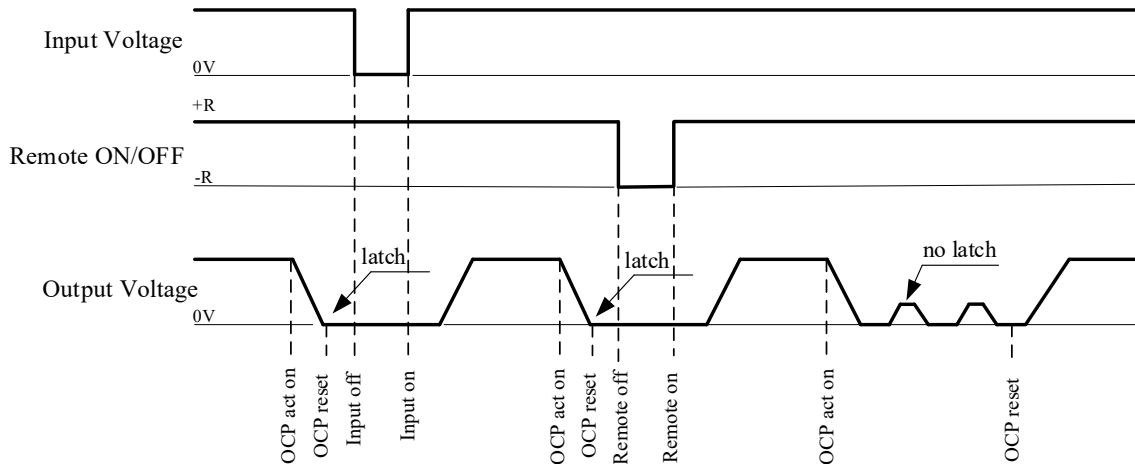 Input Voltage
0V
+R
Remote ON/OFF
-R
latch
latch
no latch
Output Voltage
0V
OCP act on
OCP reset
Input off
Input on
OCP act on
OCP reset
Remote off
Remote on
OCP act on
OCP reset